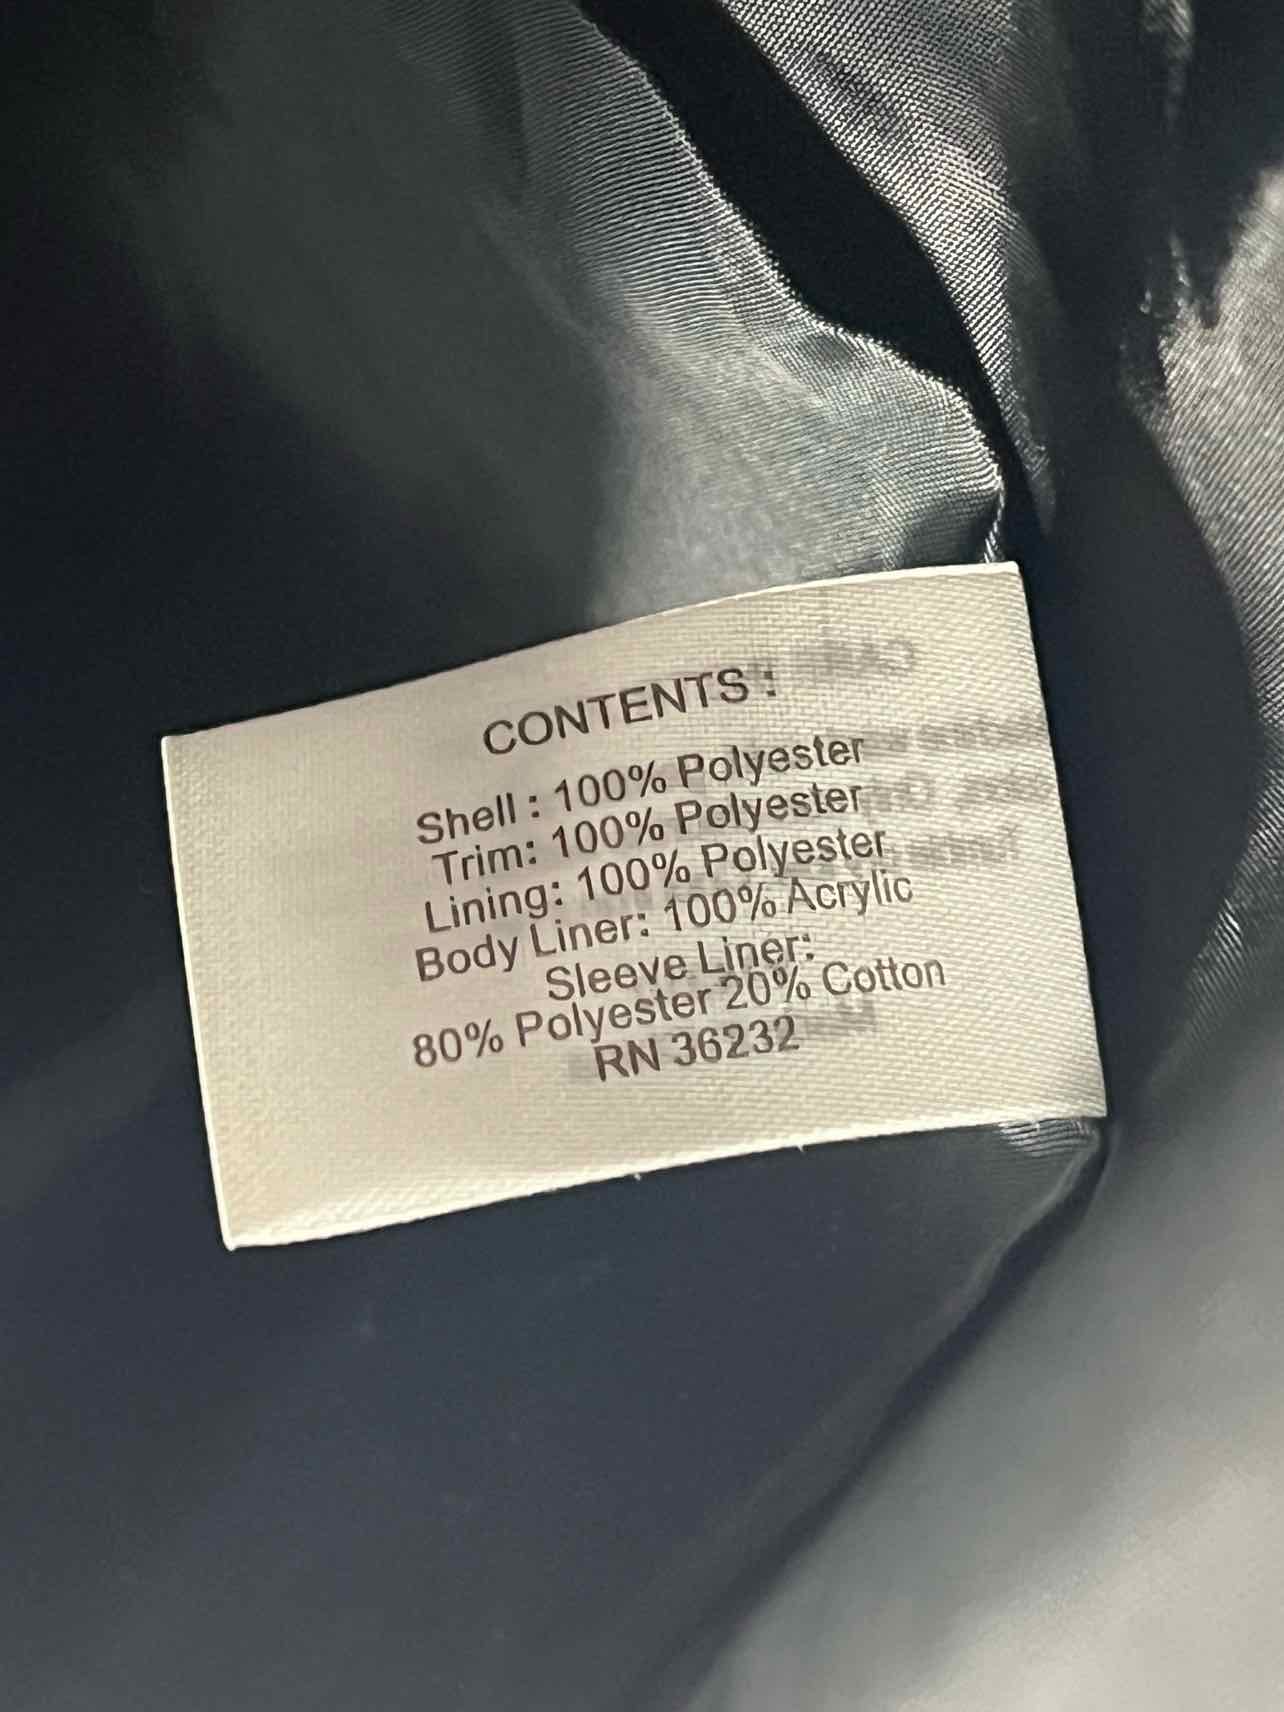 CONTENTS :
Shell : 100% Polyester
Trim: 100% Polyester
Lining: 100% Polyester
Body Liner: 100% Acrylic
Sleeve Liner:
80% Polyester 20% Cotton
RN 36232